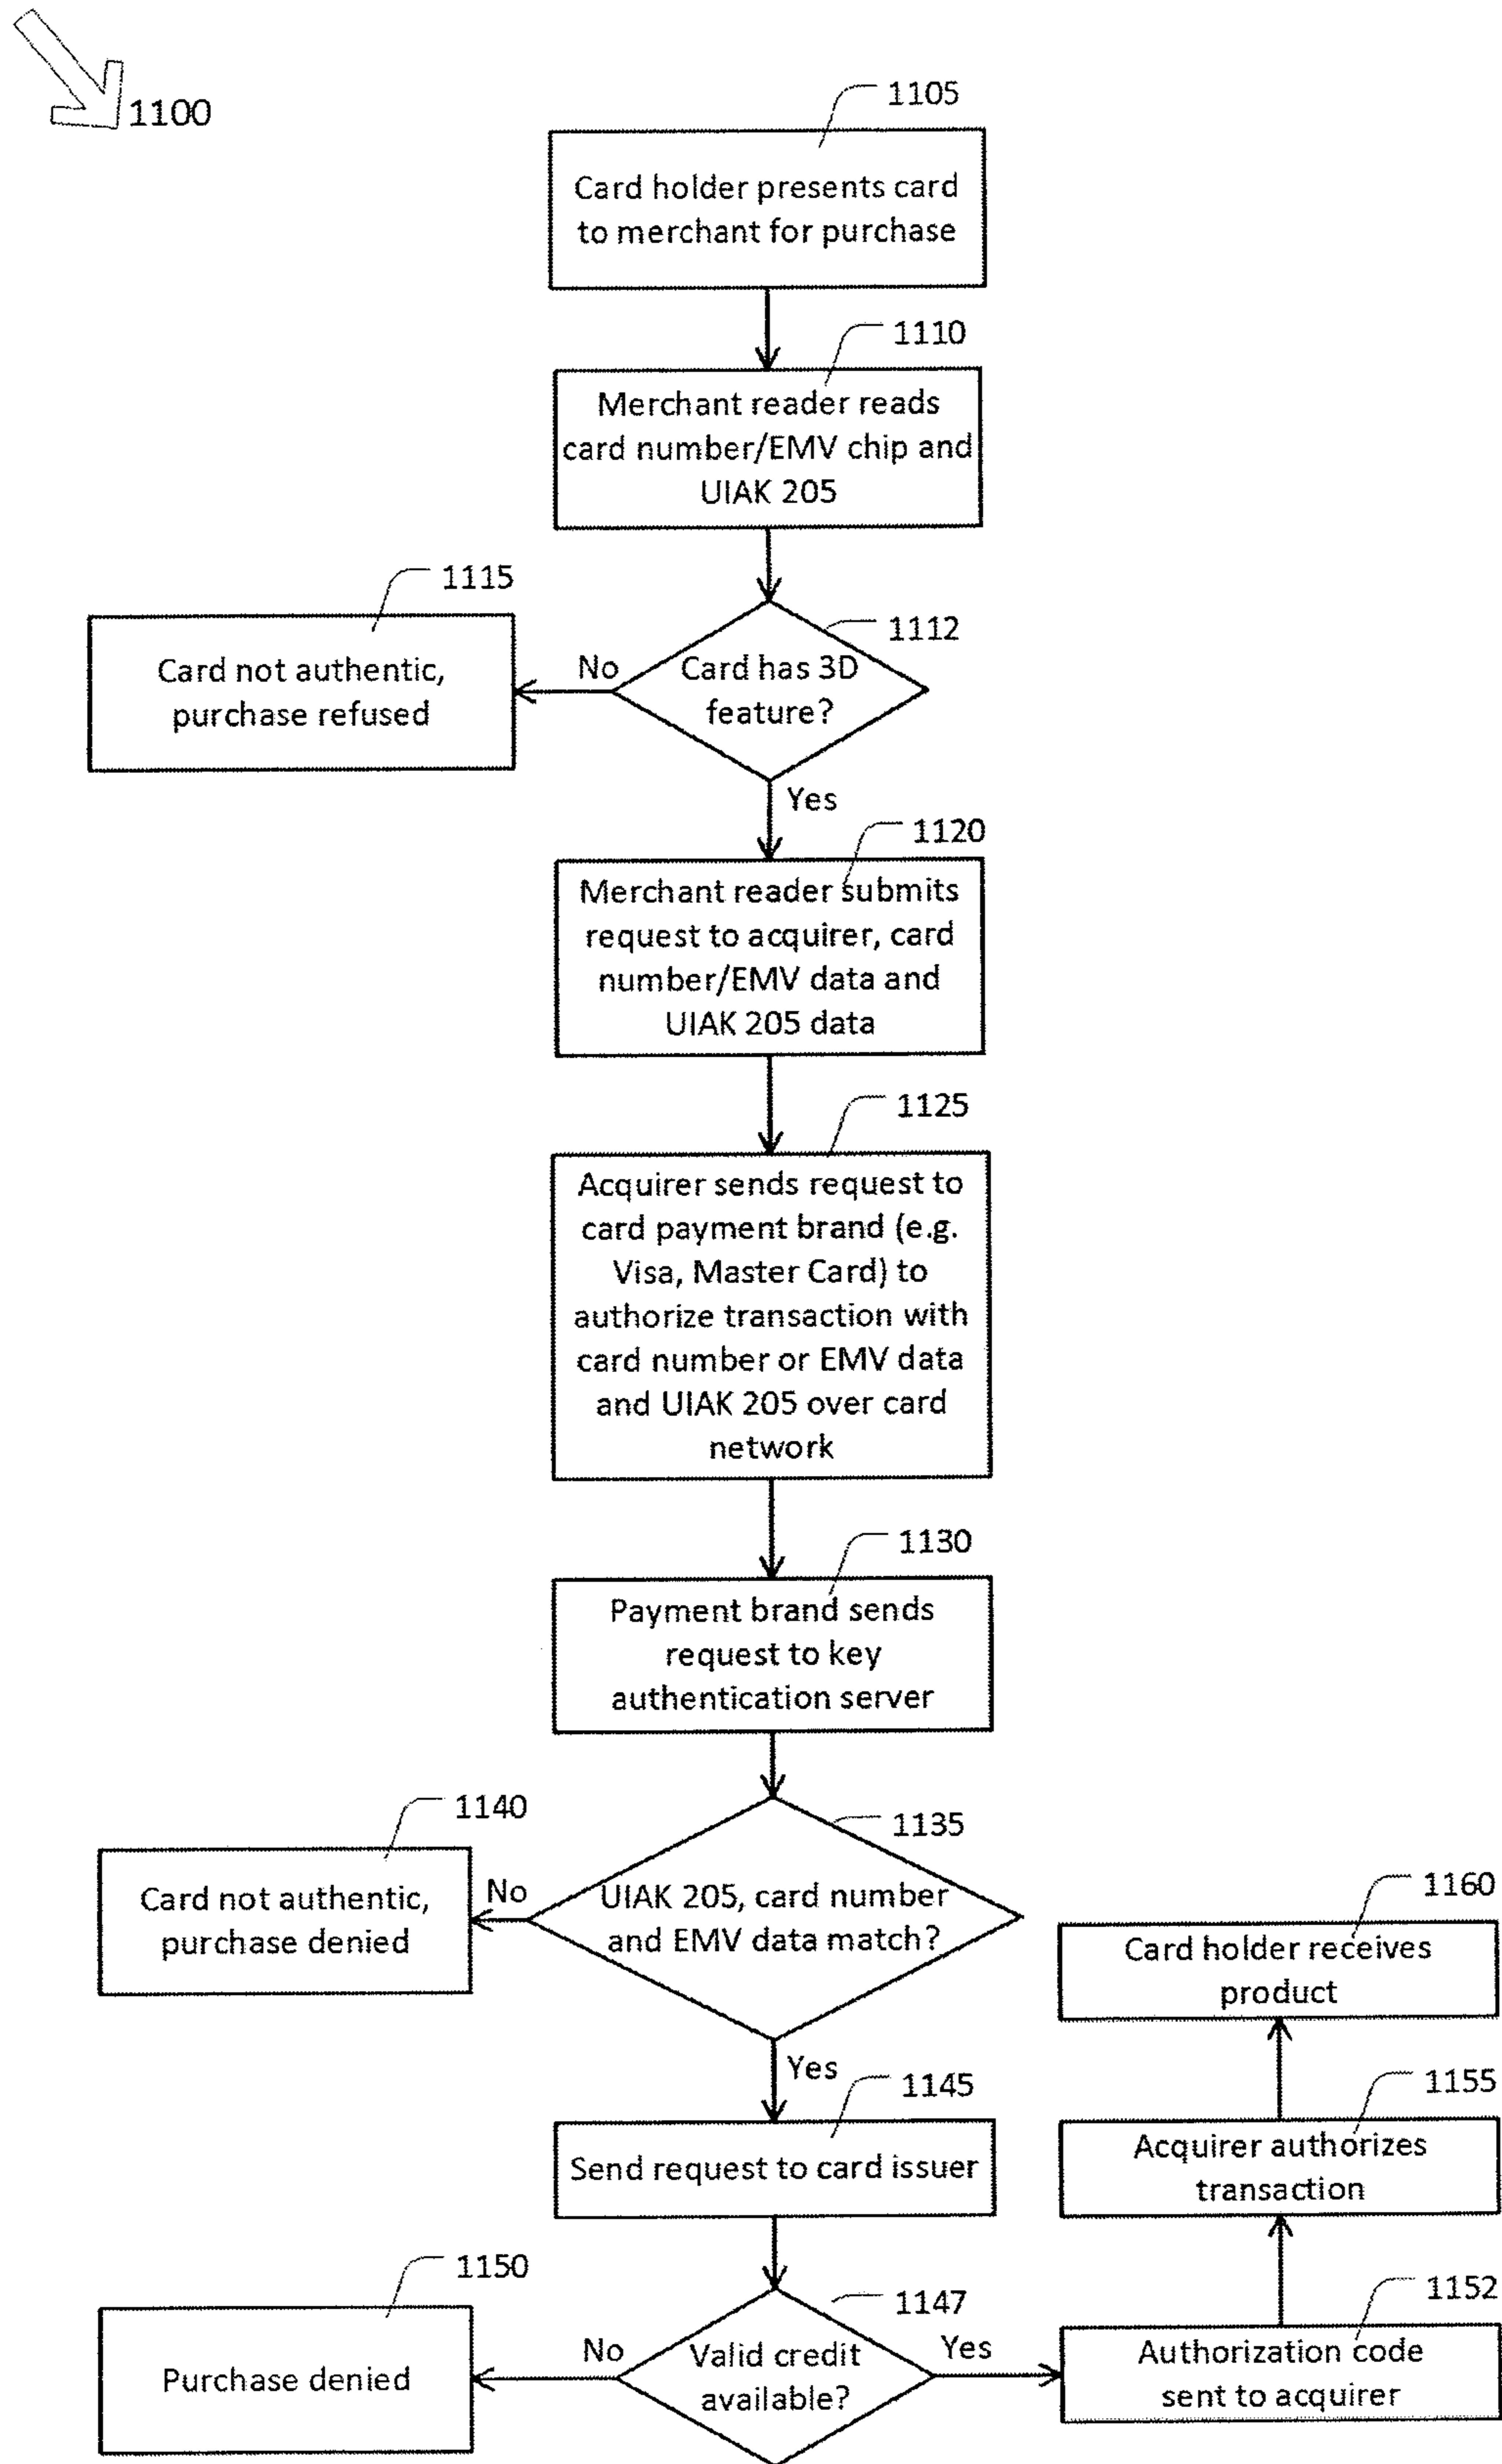 1100
1105
Card holder presents card
to merchant for purchase
1110
Merchant reader reads
card number/EMV chip and
UIAK 205
1115
Card not authentic,
purchase refused
No
1112
Card has 3D
feature?
Yes
1120
Merchant reader submits
request to acquirer, card
number/EMV data and
UIAK 205 data
1125
Acquirer sends request to
card payment brand (e.g.
Visa, Master Card) to
authorize transaction with
card number or EMV data
and UIAK 205 over card
network
1130
Payment brand sends
request to key
authentication server
1140
Card not authentic,
purchase denied
No
1135
UIAK 205, card number
and EMV data match?
Yes
1145
Send request to card issuer
1150
Purchase denied
No
1147
Valid credit
available?
Yes
1152
Authorization code
sent to acquirer
1155
Acquirer authorizes
transaction
1160
Card holder receives
product